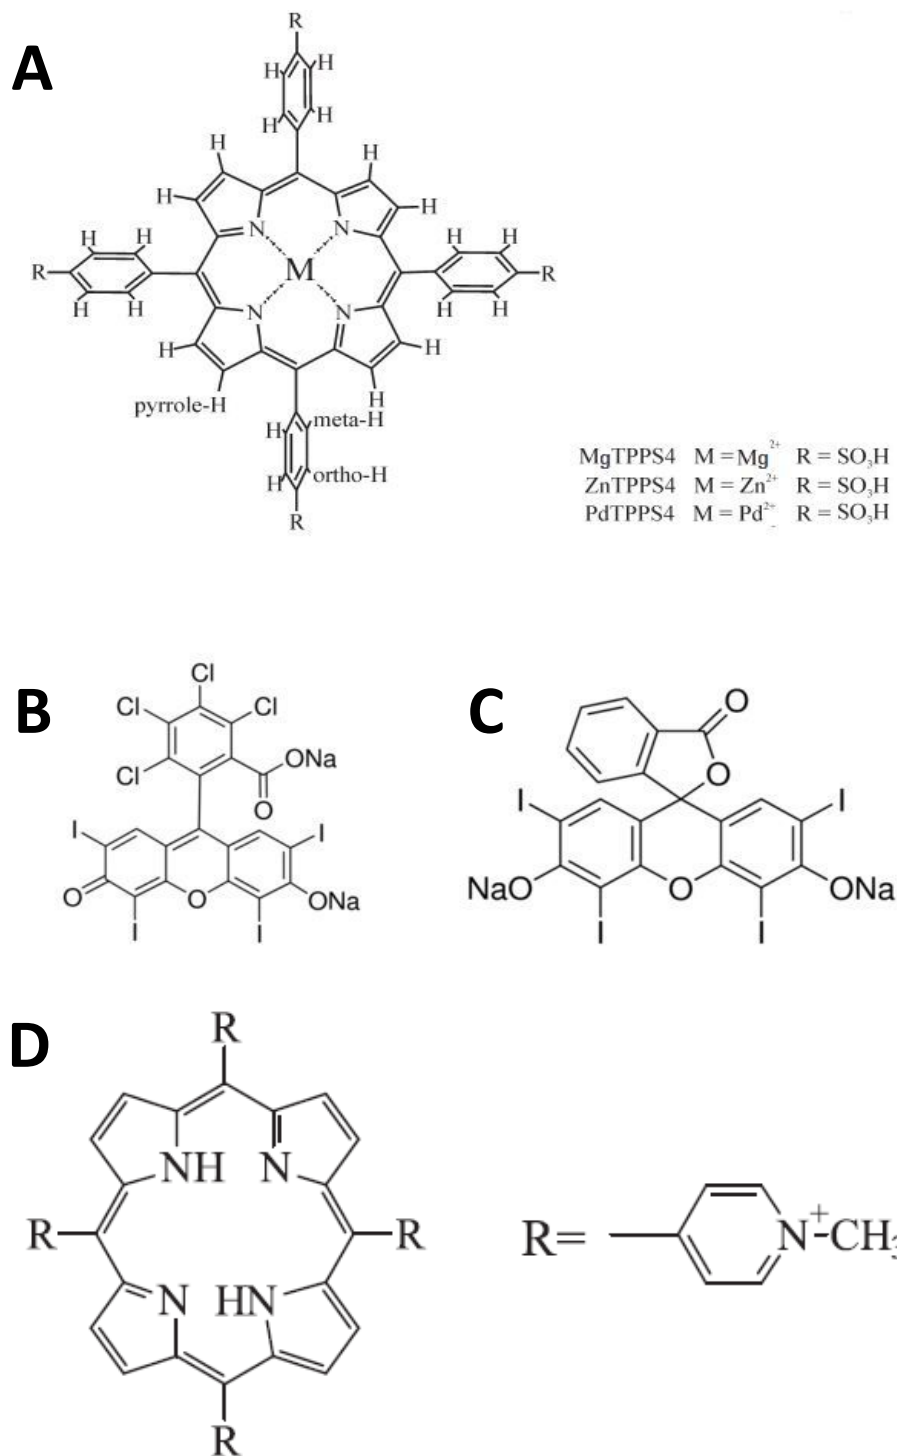 A
R
H H
H H
H H
H H
N N
H H
R M R
H H
H H
N N
H H
pyrrole-H H
H meta-H
H ortho-H
R
MgTPPS4 M = Mg²⁺ R = SO₃H
ZnTPPS4 M = Zn²⁺ R = SO₃H
PdTPPS4 M = Pd²⁺ R = SO₃H
B
Cl
Cl Cl
Cl ONa
O
I I
O O ONa
I I
C
O
O
I I
NaO O ONa
I I
D
R
NH N
R R
N HN
R
R= N⁺-CH₃